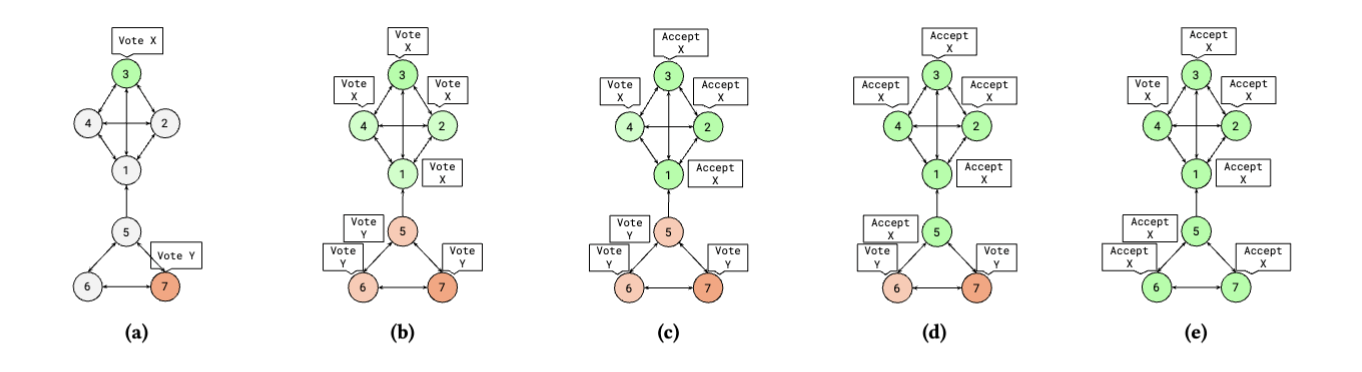 Vote X
3
4
2
1
5
Vote Y
6
7
(a)
Vote
X
3
Vote
X
Vote
X
4
2
1
Vote
X
Vote
Y
5
Vote
Y
Vote
Y
6
7
(b)
Accept
X
3
Vote
X
Accept
X
4
2
1
Accept
X
Vote
Y
5
Vote
Y
Vote
Y
6
7
(c)
Accept
X
3
Accept
X
Accept
X
4
2
1
Accept
X
Accept
X
5
Vote
Y
Vote
Y
6
7
(d)
Accept
X
3
Vote
X
Accept
X
4
2
1
Accept
X
Accept
X
5
Accept
X
Accept
X
6
7
(e)